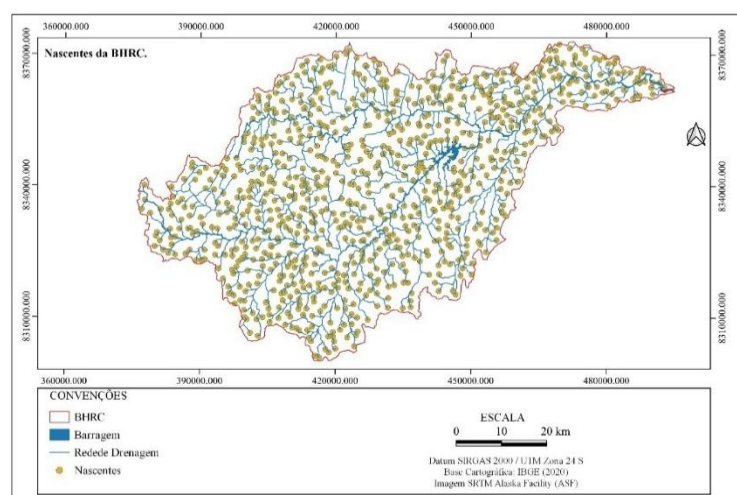 360000.000 390000.000 420000.000 450000.000 480000.000
Nascentes da BHRC.
8370000.000 8370000.000
8340000.000 8340000.000
8310000.000 8310000.000
360000.000 390000.000 420000.000 450000.000 480000.000
CONVENÇÕES
BHRC
Barragem
Redede Drenagem
Nascentes
ESCALA
0 10 20 km
Datum SIRGAS 2000 / UTM Zona 24 S
Base Cartográfica: IBGE (2020)
Imagem SRTM Alaska Facility (ASF)